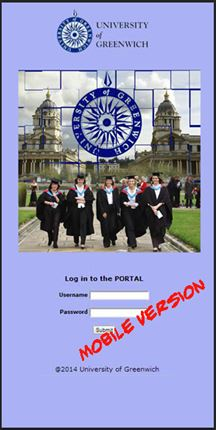 UNIVERSITY
of
GREENWICH
UNIVERSITY OF GREENWICH
Log in to the PORTAL
Username
Password
Submit
MOBILE VERSION
@2014 University of Greenwich